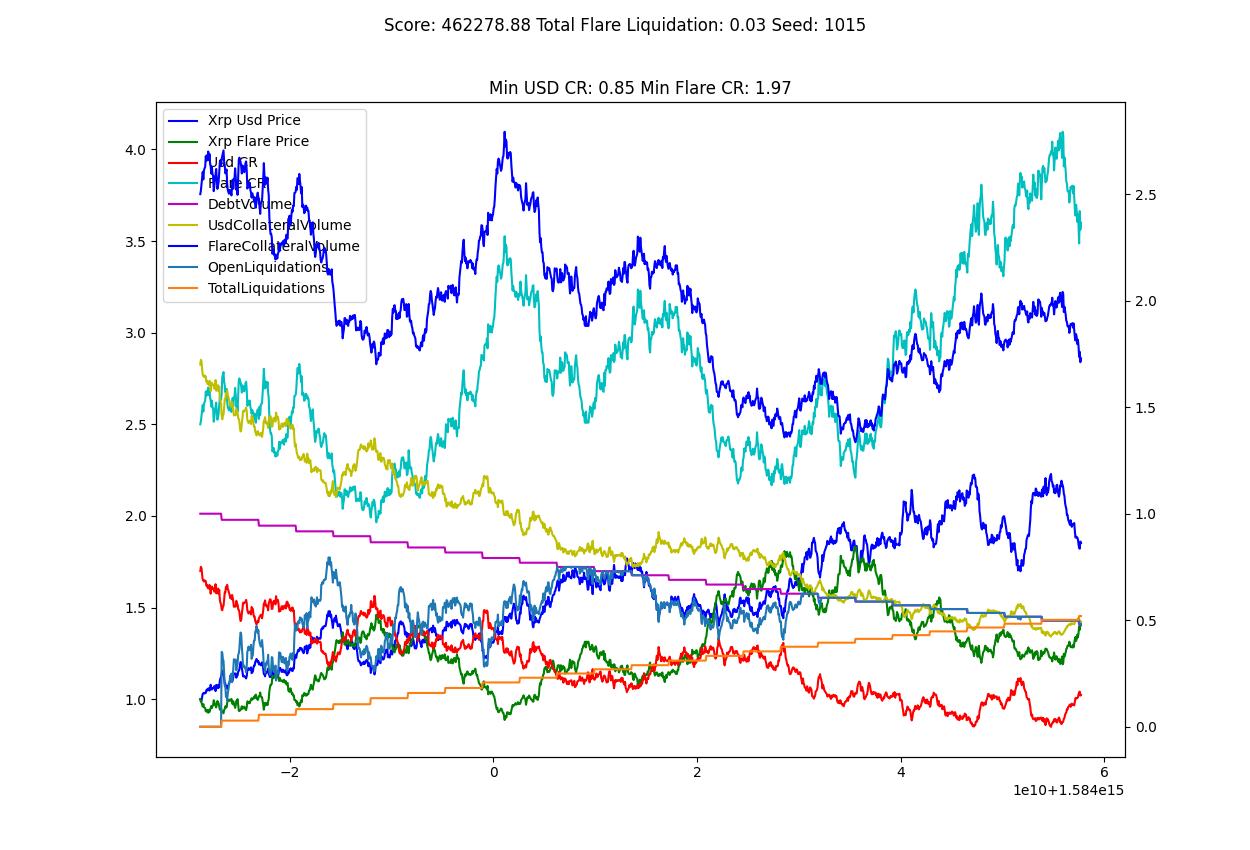 Score: 462278.88 Total Flare Liquidation: 0.03 Seed: 1015
Min USD CR: 0.85 Min Flare CR: 1.97
Xrp Usd Price
Xrp Flare Price
Usd CR
Flare CR
DebtVolume
UsdCollateralVolume
FlareCollateralVolume
OpenLiquidations
TotalLiquidations
4.0
3.5
3.0
2.5
2.0
1.5
1.0
2.5
2.0
1.5
1.0
0.5
0.0
−2
0
2
4
6
1e10+1.584e15